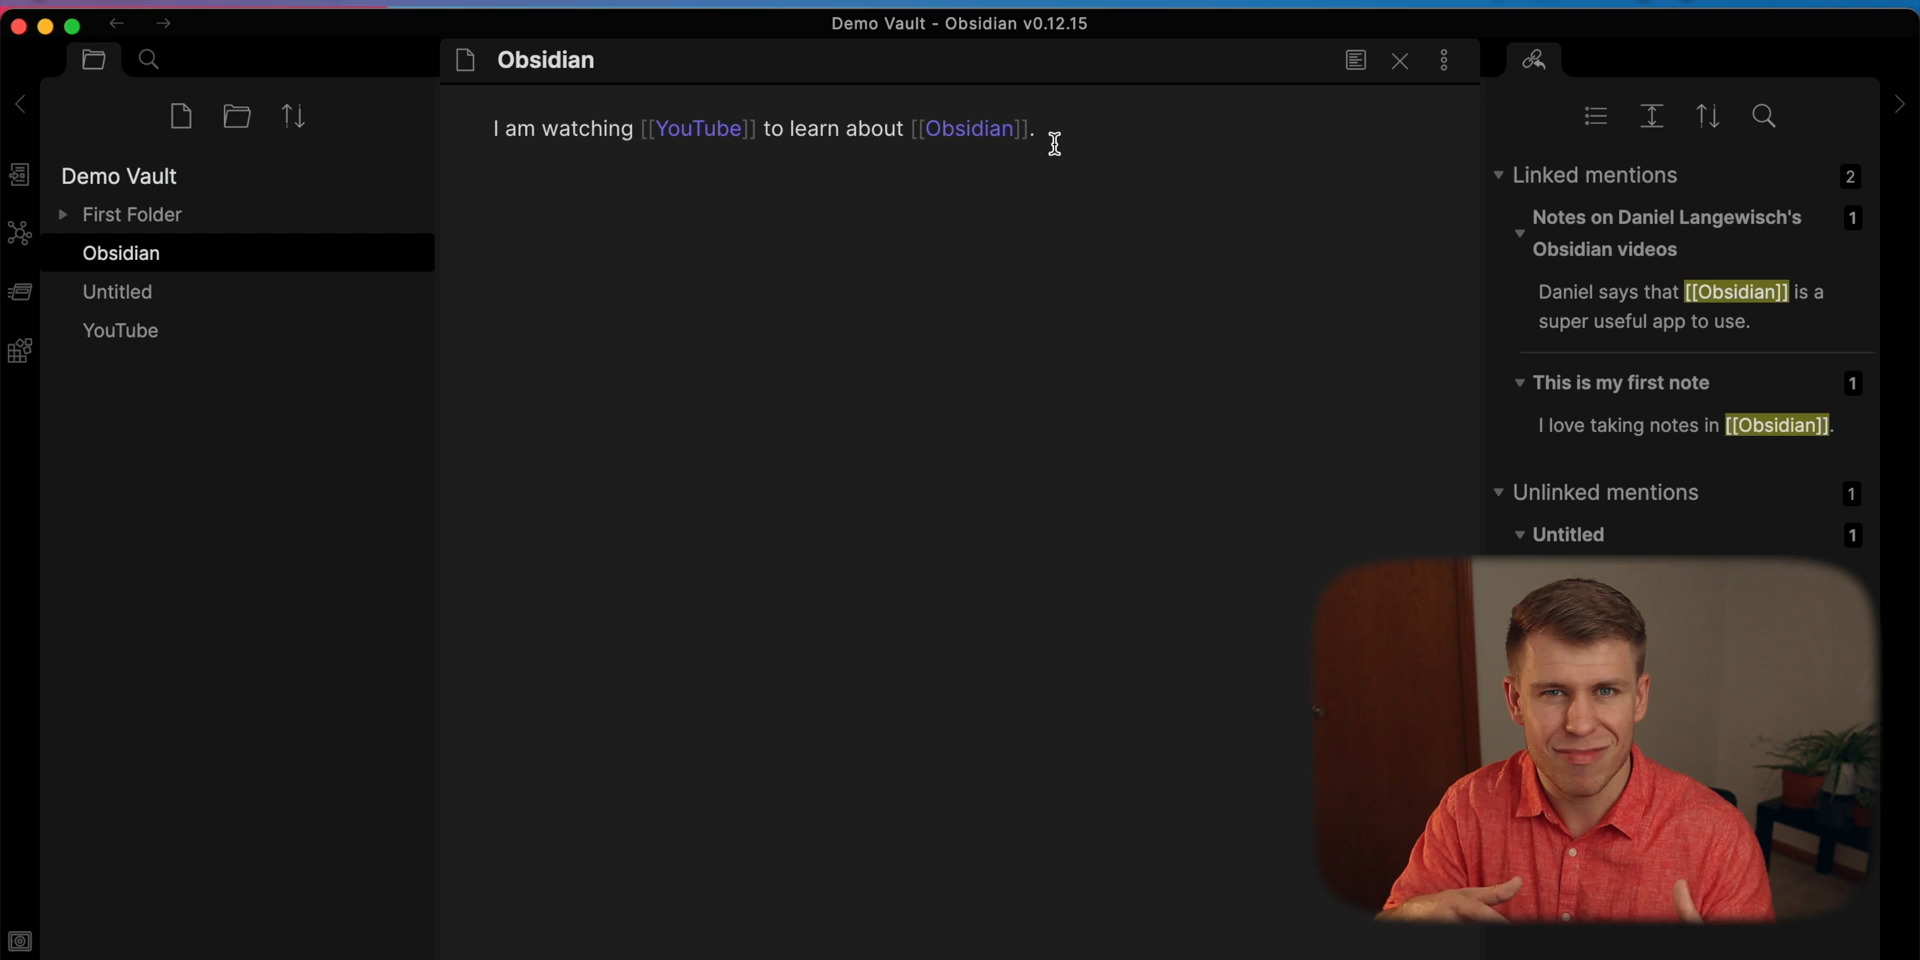 Demo Vault - Obsidian v0.12.15
Obsidian
Demo Vault
First Folder
Obsidian
Untitled
YouTube
I am watching [[YouTube]] to learn about [[Obsidian]].
Linked mentions 2
Notes on Daniel Langewisch's 1
Obsidian videos
Daniel says that [[Obsidian]] is a
super useful app to use.
This is my first note 1
I love taking notes in [[Obsidian]].
Unlinked mentions 1
Untitled 1